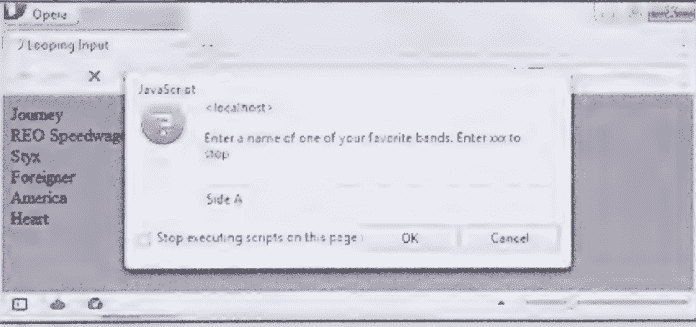 Opera
Looping Input
JavaScript
<localhost>
Enter a name of one of your favorite bands. Enter xxx to
stop
Side A
Stop executing scripts on this page
OK
Cancel
Journey
REO Speedwag
Styx
Foreigner
America
Heart